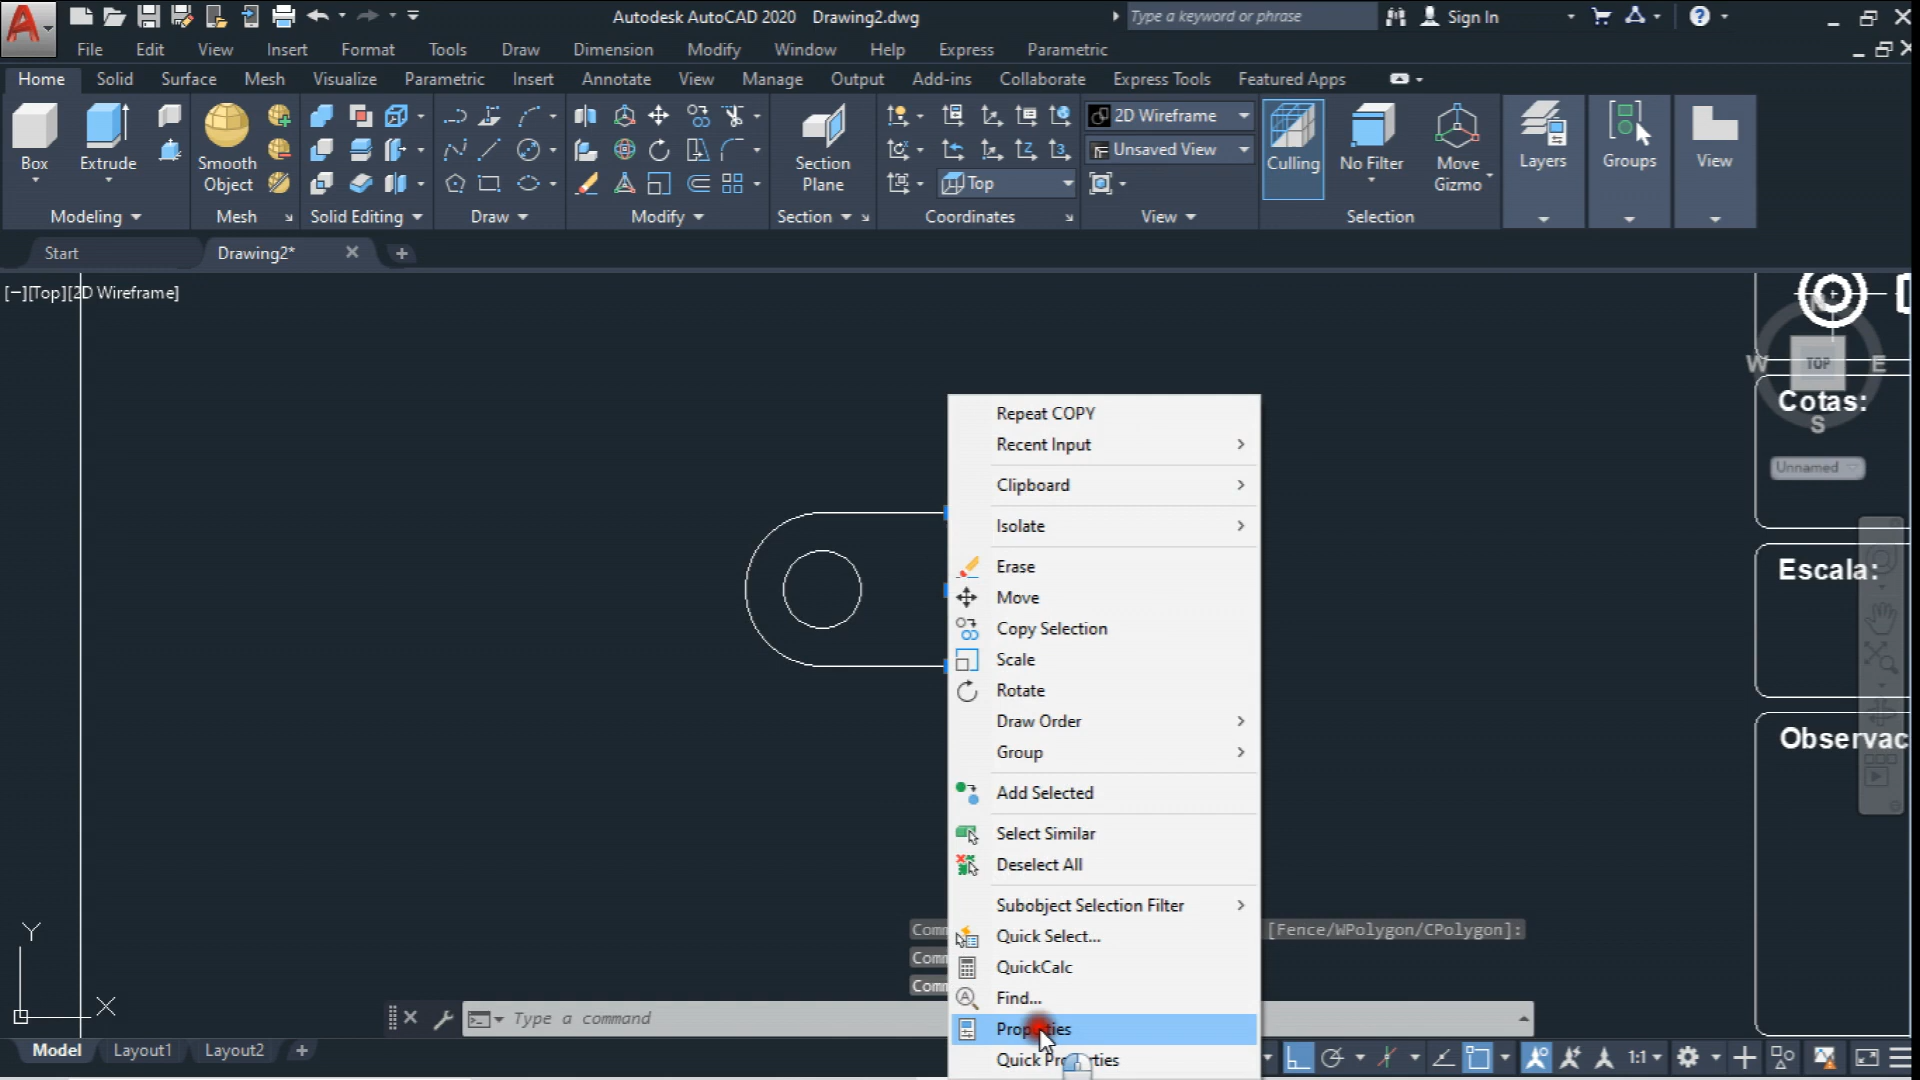 Autodesk AutoCAD 2020 Drawing2.dwg
Type a keyword or phrase
Sign In
File Edit View Insert Format Tools Draw Dimension Modify Window Help Express Parametric
Home Solid Surface Mesh Visualize Parametric Insert Annotate View Manage Output Add-ins Collaborate Express Tools Featured Apps
2D Wireframe
Unsaved View
Top
Box
Extrude
Smooth Object
Section Plane
Culling
No Filter
Move Gizmo
Layers
Groups
View
Modeling Mesh Solid Editing Draw Modify Section Coordinates View Selection
Start
Drawing2*
[−][Top][2D Wireframe]
N
W
TOP
E
S
Cotas:
Unnamed
Escala:
Observac
Repeat COPY
Recent Input
Clipboard
Isolate
Erase
Move
Copy Selection
Scale
Rotate
Draw Order
Group
Add Selected
Select Similar
Deselect All
Subobject Selection Filter
Quick Select...
QuickCalc
Find...
Properties
Quick Properties
Comm
[Fence/WPolygon/CPolygon]:
Comm
Comm
Type a command
Y
X
Model Layout1 Layout2
1:1